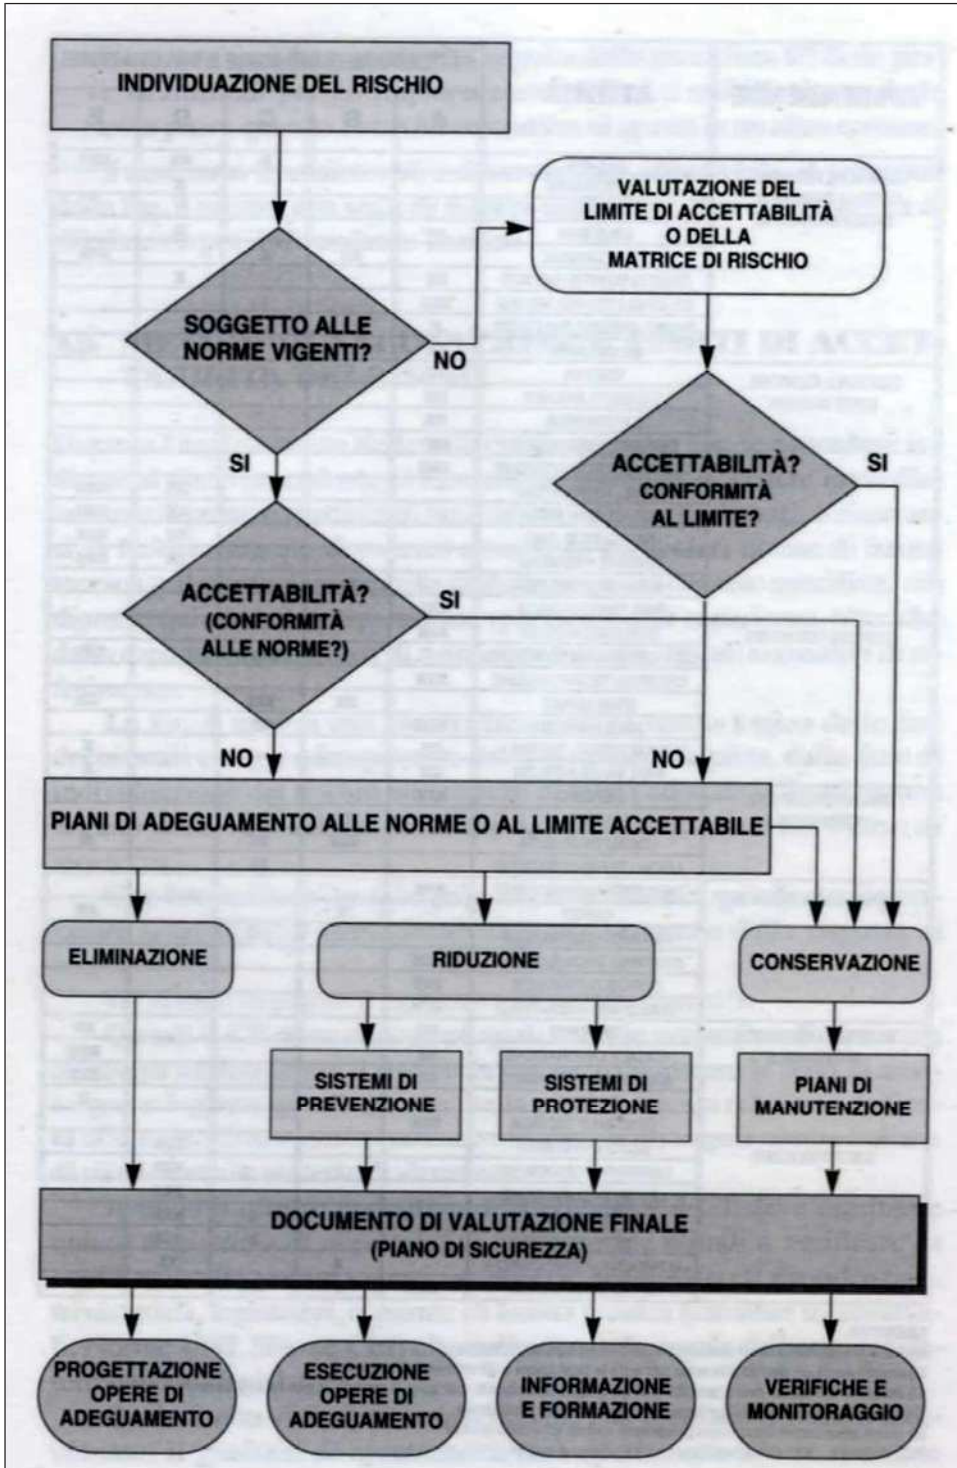 INDIVIDUAZIONE DEL RISCHIO
VALUTAZIONE DEL
LIMITE DI ACCETTABILITÀ
O DELLA
MATRICE DI RISCHIO
SOGGETTO ALLE
NORME VIGENTI?
NO
SI
ACCETTABILITÀ?
CONFORMITÀ
AL LIMITE?
SI
ACCETTABILITÀ?
(CONFORMITÀ
ALLE NORME?)
SI
NO
NO
PIANI DI ADEGUAMENTO ALLE NORME O AL LIMITE ACCETTABILE
ELIMINAZIONE
RIDUZIONE
CONSERVAZIONE
SISTEMI DI
PREVENZIONE
SISTEMI DI
PROTEZIONE
PIANI DI
MANUTENZIONE
DOCUMENTO DI VALUTAZIONE FINALE
(PIANO DI SICUREZZA)
PROGETTAZIONE
OPERE DI
ADEGUAMENTO
ESECUZIONE
OPERE DI
ADEGUAMENTO
INFORMAZIONE
E FORMAZIONE
VERIFICHE E
MONITORAGGIO